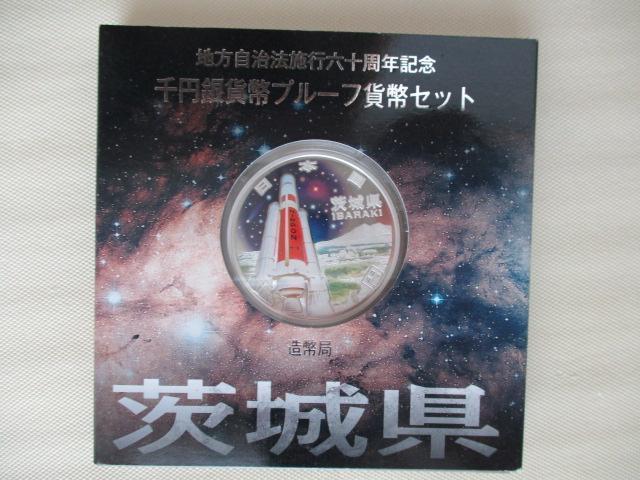 地方自治法施行六十周年記念
千円銀貨幣プルーフ貨幣セット
日本国
茨城県
IBARAKI
造幣局
茨城県